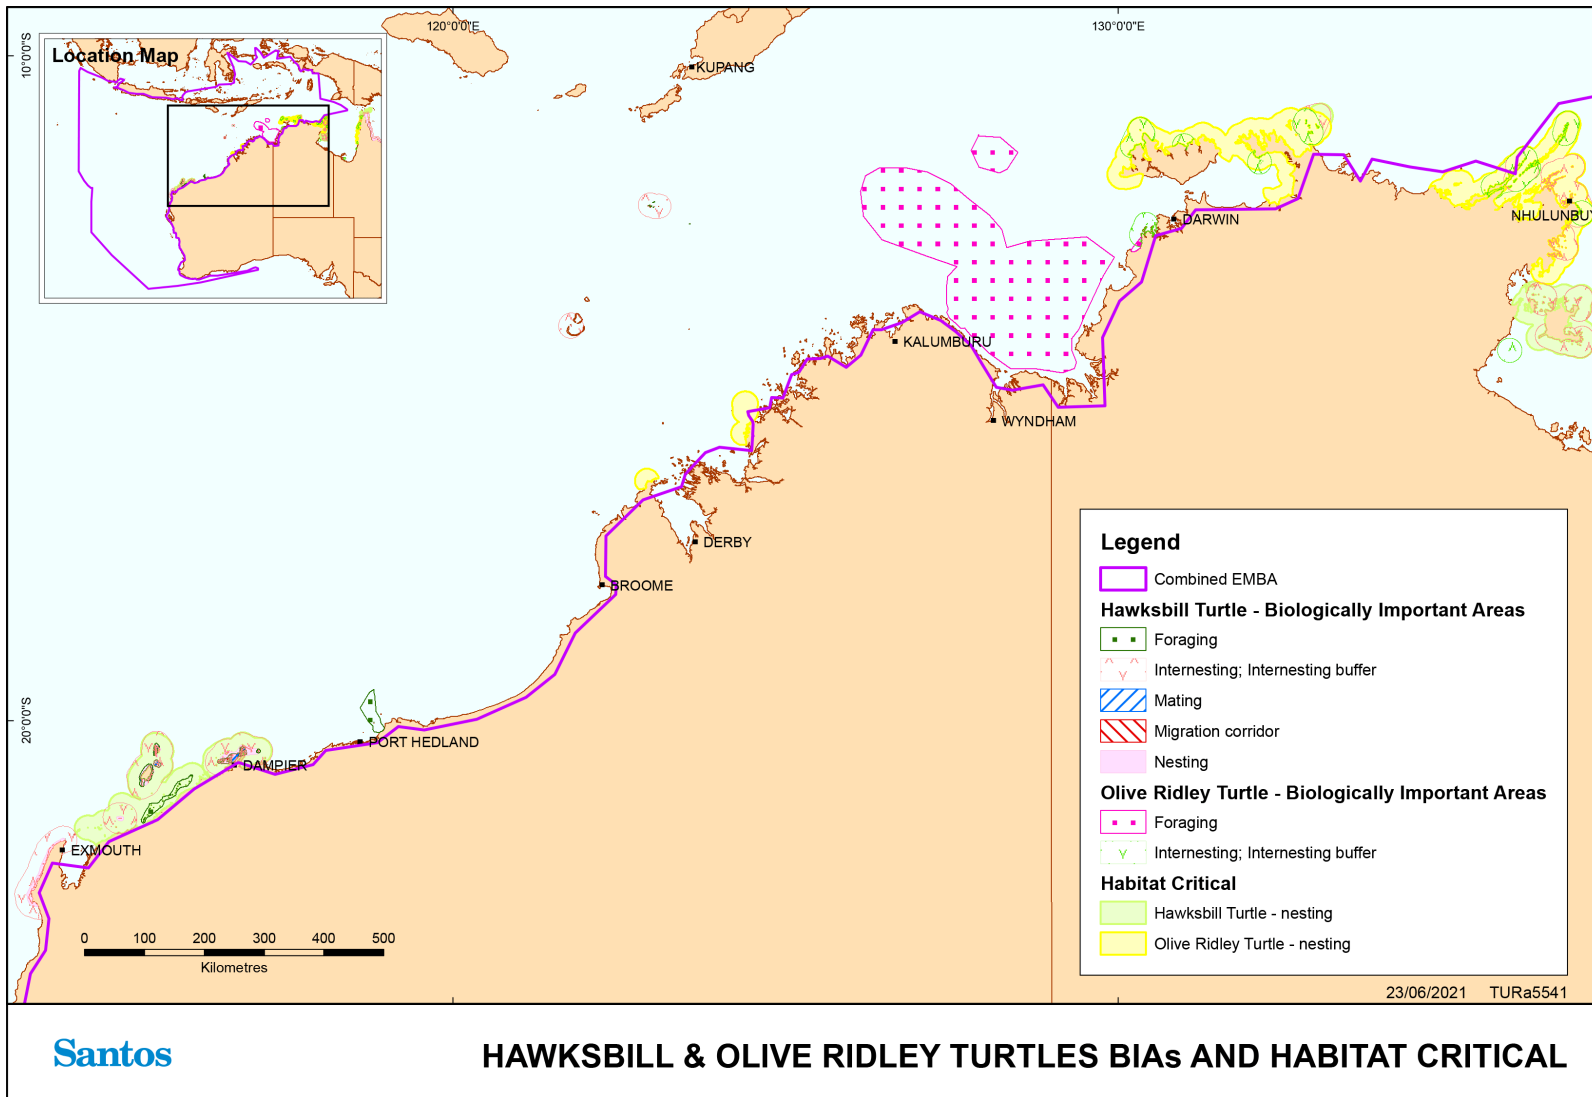 120°0'0"E
130°0'0"E
10°0'0"S
Location Map
KUPANG
DARWIN
NHULUNBUY
KALUMBURU
WYNDHAM
DERBY
BROOME
20°0'0"S
PORT HEDLAND
DAMPIER
EXMOUTH
0 100 200 300 400 500
Kilometres
Legend
Combined EMBA
Hawksbill Turtle - Biologically Important Areas
Foraging
Internesting; Internesting buffer
Mating
Migration corridor
Nesting
Olive Ridley Turtle - Biologically Important Areas
Foraging
Internesting; Internesting buffer
Habitat Critical
Hawksbill Turtle - nesting
Olive Ridley Turtle - nesting
23/06/2021 TURa5541
Santos
HAWKSBILL & OLIVE RIDLEY TURTLES BIAs AND HABITAT CRITICAL